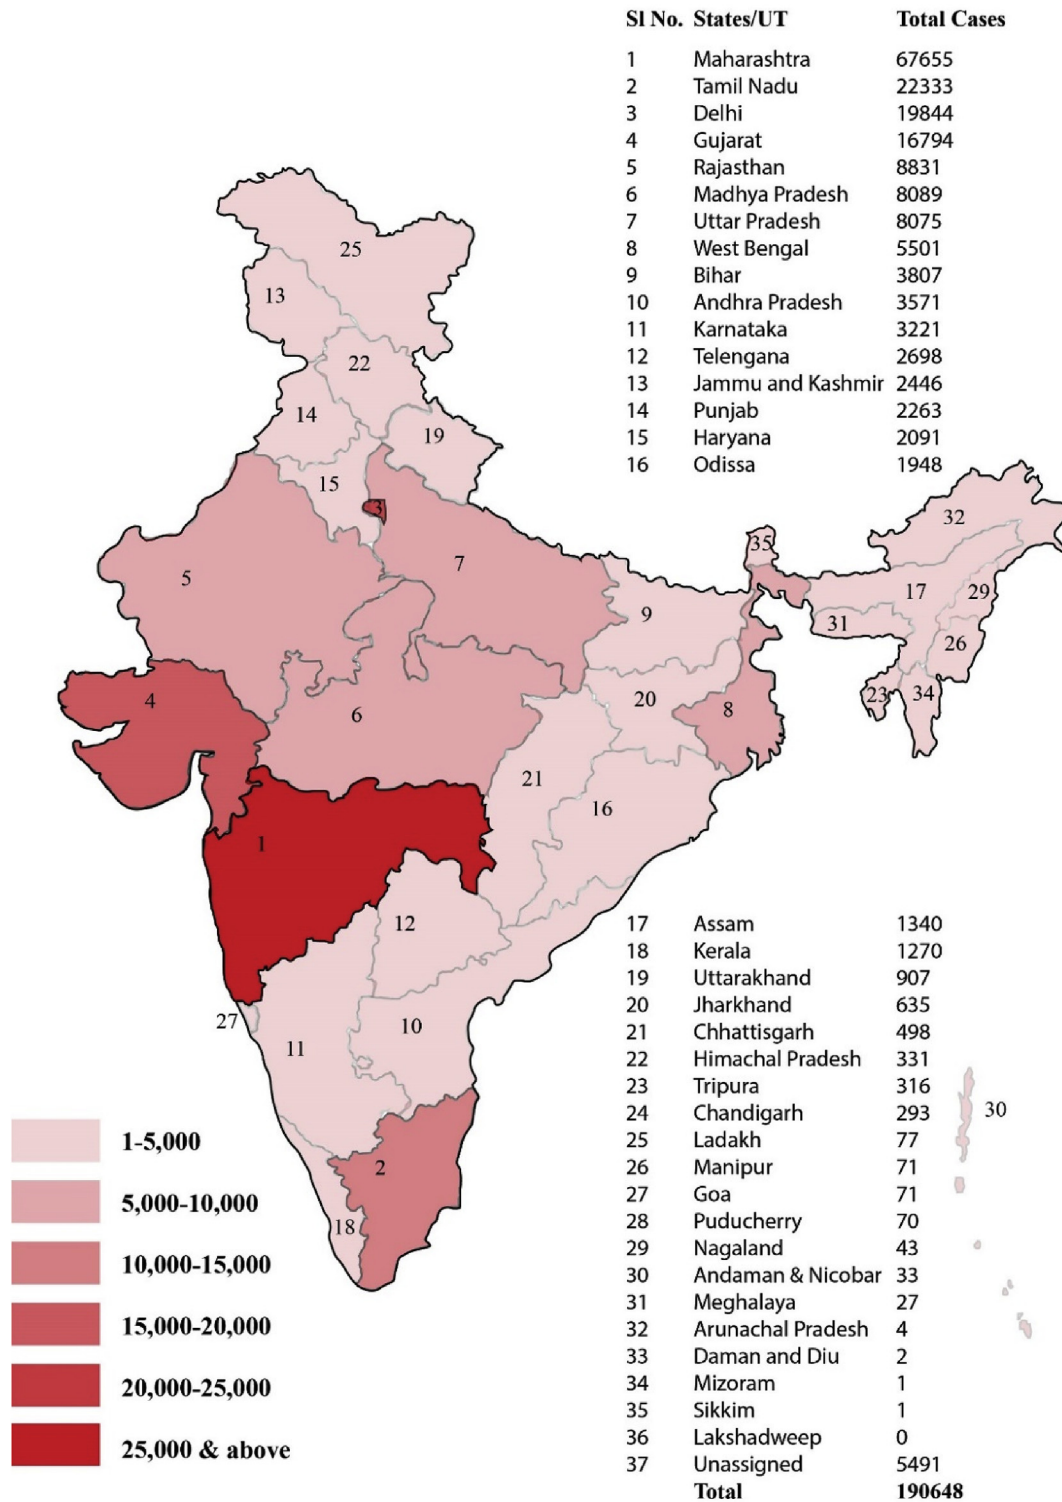 Sl No. States/UT Total Cases
1 Maharashtra 67655
2 Tamil Nadu 22333
3 Delhi 19844
4 Gujarat 16794
5 Rajasthan 8831
6 Madhya Pradesh 8089
7 Uttar Pradesh 8075
8 West Bengal 5501
9 Bihar 3807
10 Andhra Pradesh 3571
11 Karnataka 3221
12 Telengana 2698
13 Jammu and Kashmir 2446
14 Punjab 2263
15 Haryana 2091
16 Odissa 1948
25
13
22
14
19
15
3
32
35
5
7
17
29
9
31
26
4
6
20
8
23
34
21
16
1
12
27
10
11
2
18
17 Assam 1340
18 Kerala 1270
19 Uttarakhand 907
20 Jharkhand 635
21 Chhattisgarh 498
22 Himachal Pradesh 331
23 Tripura 316
24 Chandigarh 293
25 Ladakh 77
26 Manipur 71
27 Goa 71
28 Puducherry 70
29 Nagaland 43
30 Andaman & Nicobar 33
31 Meghalaya 27
32 Arunachal Pradesh 4
33 Daman and Diu 2
34 Mizoram 1
35 Sikkim 1
36 Lakshadweep 0
37 Unassigned 5491
Total 190648
30
1-5,000
5,000-10,000
10,000-15,000
15,000-20,000
20,000-25,000
25,000 & above